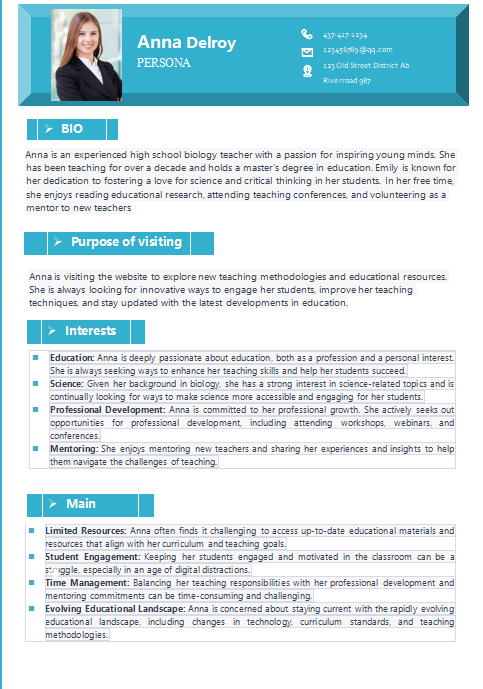 Anna Delroy
PERSONA
437-417-1234
123456789@qq.com
123 Old Street District Ab
Riverroad 987
BIO
Anna is an experienced high school biology teacher with a passion for inspiring young minds. She
has been teaching for over a decade and holds a master's degree in education. Emily is known for
her dedication to fostering a love for science and critical thinking in her students. In her free time,
she enjoys reading educational research, attending teaching conferences, and volunteering as a
mentor to new teachers
Purpose of visiting
Anna is visiting the website to explore new teaching methodologies and educational resources.
She is always looking for innovative ways to engage her students, improve her teaching
techniques, and stay updated with the latest developments in education.
Interests
Education: Anna is deeply passionate about education, both as a profession and a personal interest.
She is always seeking ways to enhance her teaching skills and help her students succeed.
Science: Given her background in biology, she has a strong interest in science-related topics and is
continually looking for ways to make science more accessible and engaging for her students.
Professional Development: Anna is committed to her professional growth. She actively seeks out
opportunities for professional development, including attending workshops, webinars, and
conferences.
Mentoring: She enjoys mentoring new teachers and sharing her experiences and insights to help
them navigate the challenges of teaching.
Main
Limited Resources: Anna often finds it challenging to access up-to-date educational materials and
resources that align with her curriculum and teaching goals.
Student Engagement: Keeping her students engaged and motivated in the classroom can be a
struggle, especially in an age of digital distractions.
Time Management: Balancing her teaching responsibilities with her professional development and
mentoring commitments can be time-consuming and challenging.
Evolving Educational Landscape: Anna is concerned about staying current with the rapidly evolving
educational landscape, including changes in technology, curriculum standards, and teaching
methodologies.